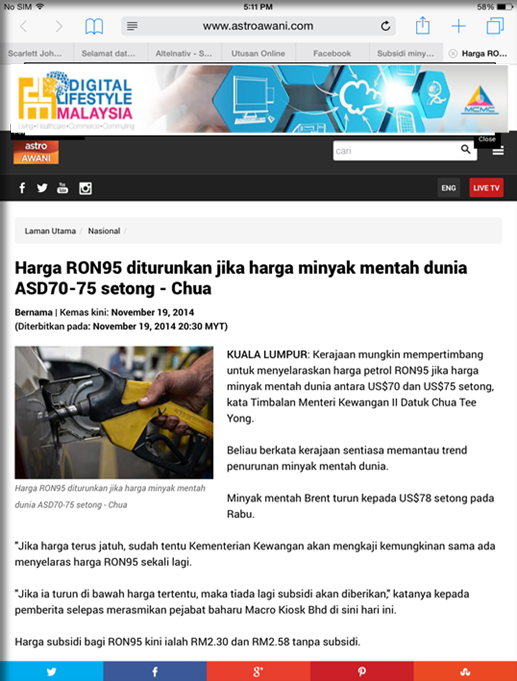 No SIM 5:11 PM 58%
www.astroawani.com
Scarlett Joh... Selamat dat... Altelnativ - S... Utusan Online Facebook Subsidi miny... Harga RO...
DIGITAL
LIFESTYLE
MALAYSIA
Living•Healthcare•Commerce•Commuting
MCMC
Close
astro
AWANI
cari
f You Tube ENG LIVE TV
Laman Utama / Nasional /
Harga RON95 diturunkan jika harga minyak mentah dunia
ASD70-75 setong - Chua
Bernama | Kemas kini: November 19, 2014
(Diterbitkan pada: November 19, 2014 20:30 MYT)
KUALA LUMPUR: Kerajaan mungkin mempertimbang
untuk menyelaraskan harga petrol RON95 jika harga
minyak mentah dunia antara US$70 dan US$75 setong,
kata Timbalan Menteri Kewangan II Datuk Chua Tee
Yong.
Beliau berkata kerajaan sentiasa memantau trend
penurunan minyak mentah dunia.
Harga RON95 diturunkan jika harga minyak mentah
dunia ASD70-75 setong - Chua
Minyak mentah Brent turun kepada US$78 setong pada
Rabu.
"Jika harga terus jatuh, sudah tentu Kementerian Kewangan akan mengkaji kemungkinan sama ada
menyelaras harga RON95 sekali lagi.
"Jika ia turun di bawah harga tertentu, maka tiada lagi subsidi akan diberikan," katanya kepada
pemberita selepas merasmikan pejabat baharu Macro Kiosk Bhd di sini hari ini.
Harga subsidi bagi RON95 kini ialah RM2.30 dan RM2.58 tanpa subsidi.